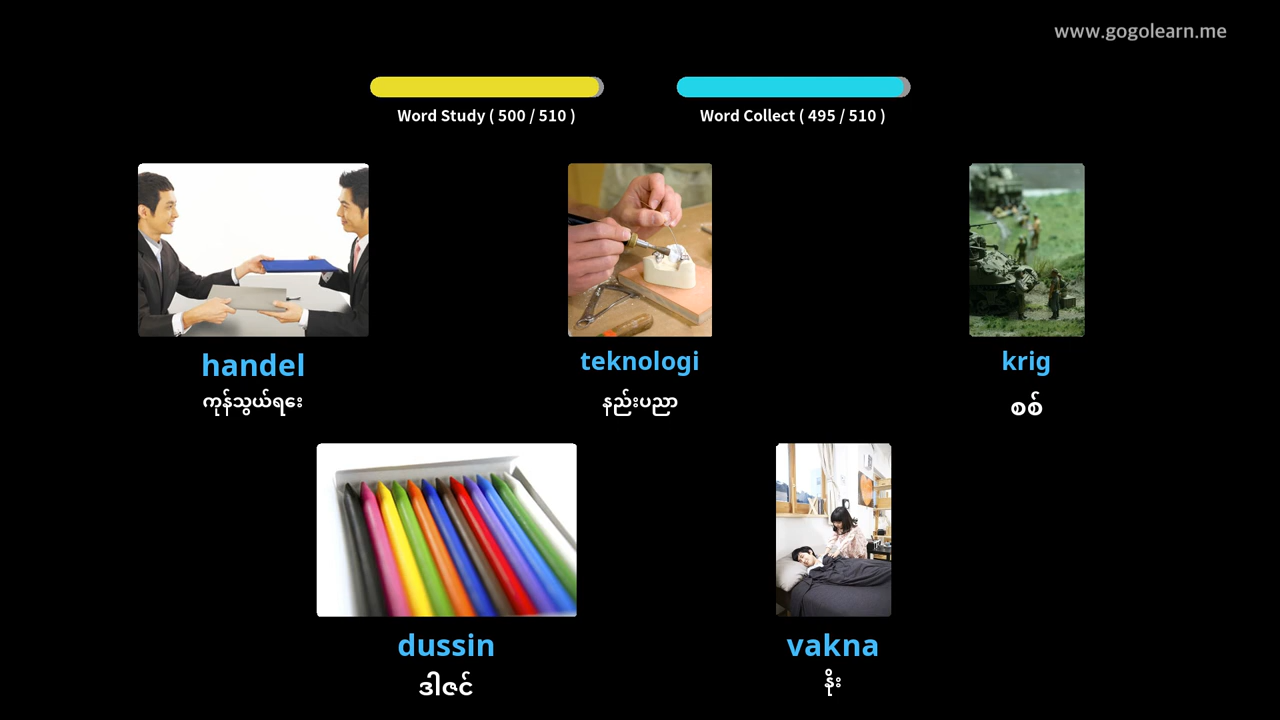 www.gogolearn.me
Word Study ( 500 / 510 )
Word Collect ( 495 / 510 )
handel
ကုန်သွယ်ရေး
teknologi
နည်းပညာ
krig
စစ်
dussin
ဒါဇင်
vakna
နိုး